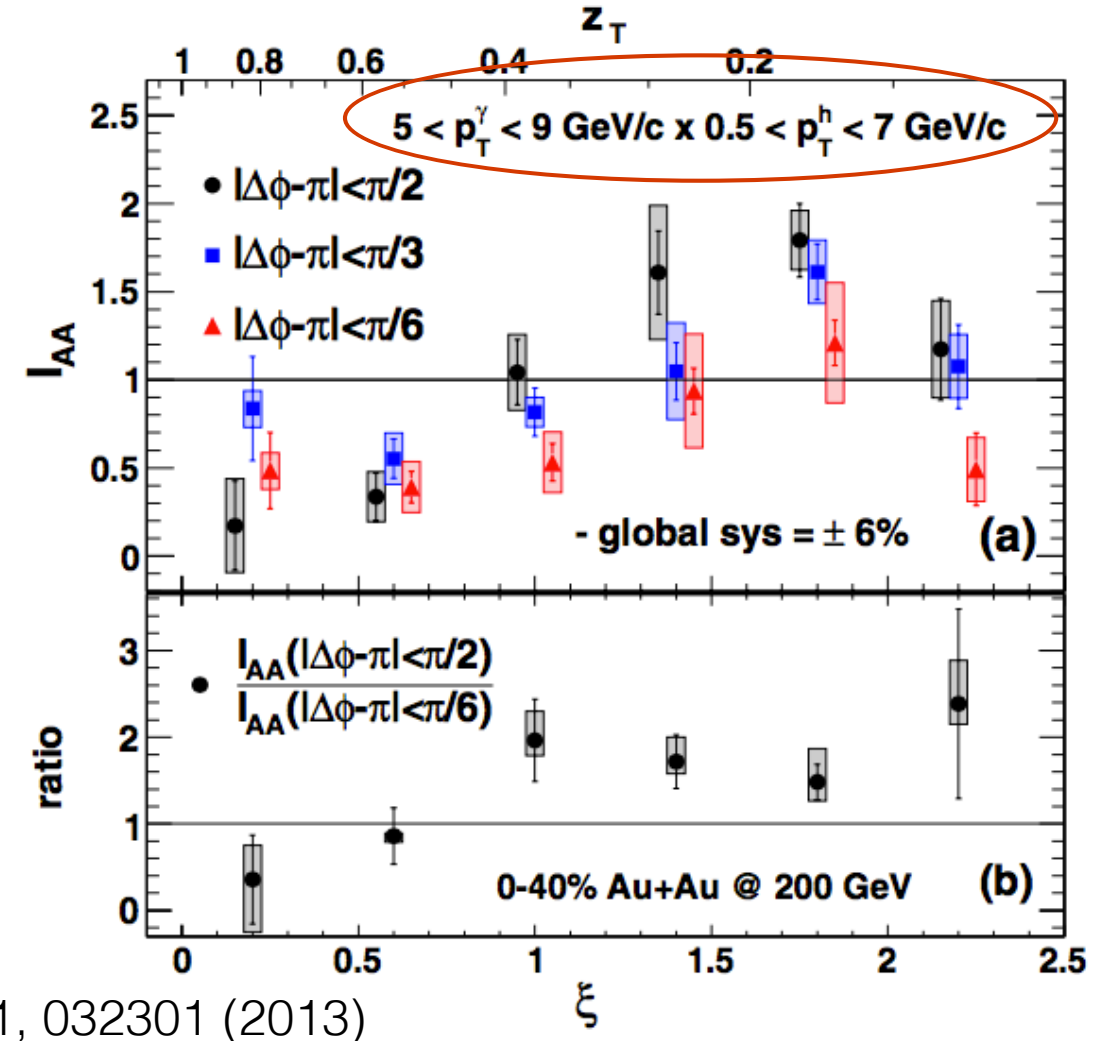 z_T
1 0.8 0.6 0.4 0.2
5 < p_T^γ < 9 GeV/c x 0.5 < p_T^h < 7 GeV/c
|Δϕ-π|<π/2
|Δϕ-π|<π/3
|Δϕ-π|<π/6
I_AA
2.5
2
1.5
1
0.5
0
- global sys = ± 6%
(a)
I_AA(|Δϕ-π|<π/2)
I_AA(|Δϕ-π|<π/6)
ratio
3
2
1
0
0-40% Au+Au @ 200 GeV
(b)
0 0.5 1 1.5 2 2.5
ξ
1, 032301 (2013)